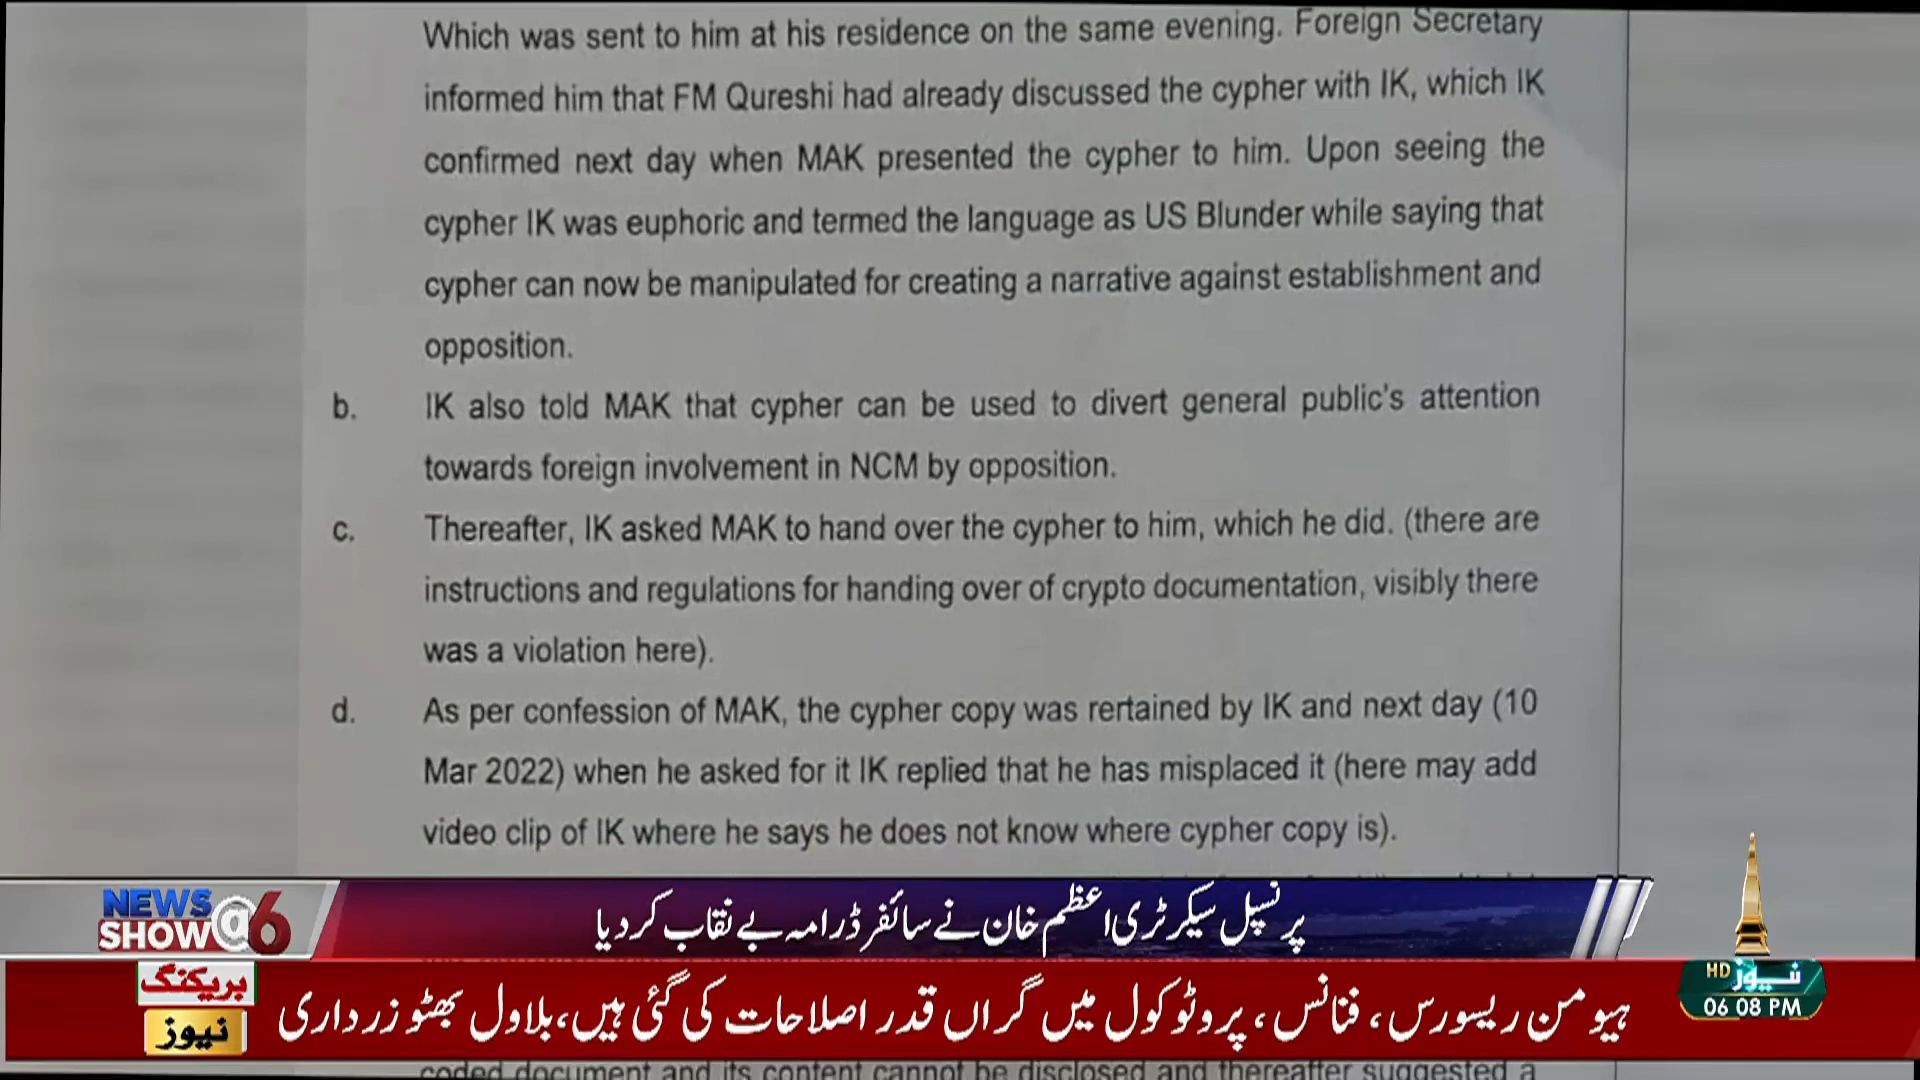 Which was sent to him at his residence on the same evening. Foreign Secretary
informed him that FM Qureshi had already discussed the cypher with IK, which IK
confirmed next day when MAK presented the cypher to him. Upon seeing the
cypher IK was euphoric and termed the language as US Blunder while saying that
cypher can now be manipulated for creating a narrative against establishment and
opposition.
b. IK also told MAK that cypher can be used to divert general public's attention
towards foreign involvement in NCM by opposition.
c. Thereafter, IK asked MAK to hand over the cypher to him, which he did. (there are
instructions and regulations for handing over of crypto documentation, visibly there
was a violation here).
d. As per confession of MAK, the cypher copy was rertained by IK and next day (10
Mar 2022) when he asked for it IK replied that he has misplaced it (here may add
video clip of IK where he says he does not know where cypher copy is).
NEWS
SHOW @6
پرنسپل سیکرٹری اعظم خان نے سائفر ڈرامہ بے نقاب کر دیا
بریکنگ
نیوز
ہیومن ریسورس، فنانس، پروٹوکول میں گراں قدر اصلاحات کی گئی ہیں، بلاول بھٹو زرداری
HD نیوز
06 08 PM
coded document and its content cannot be disclosed and thereafter suggested a